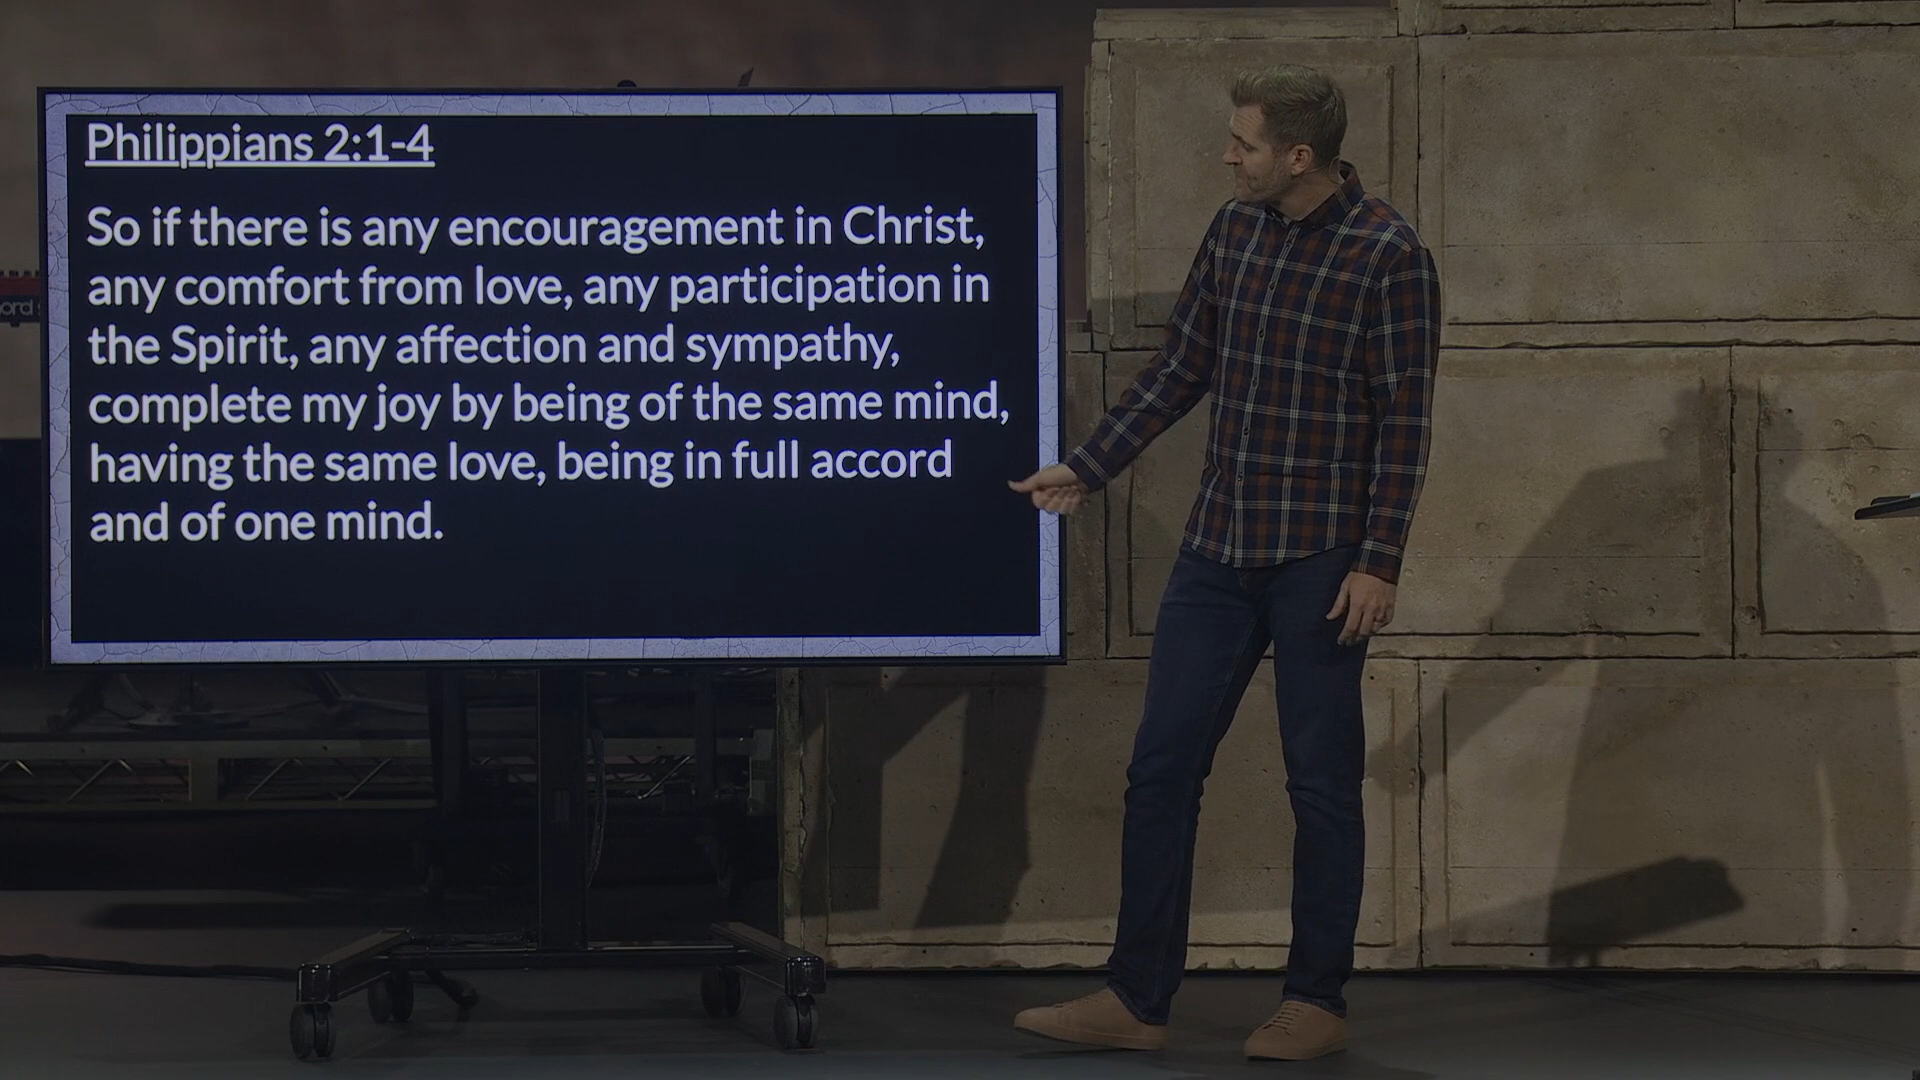 Philippians 2:1-4
So if there is any encouragement in Christ,
any comfort from love, any participation in
the Spirit, any affection and sympathy,
complete my joy by being of the same mind,
having the same love, being in full accord
and of one mind.